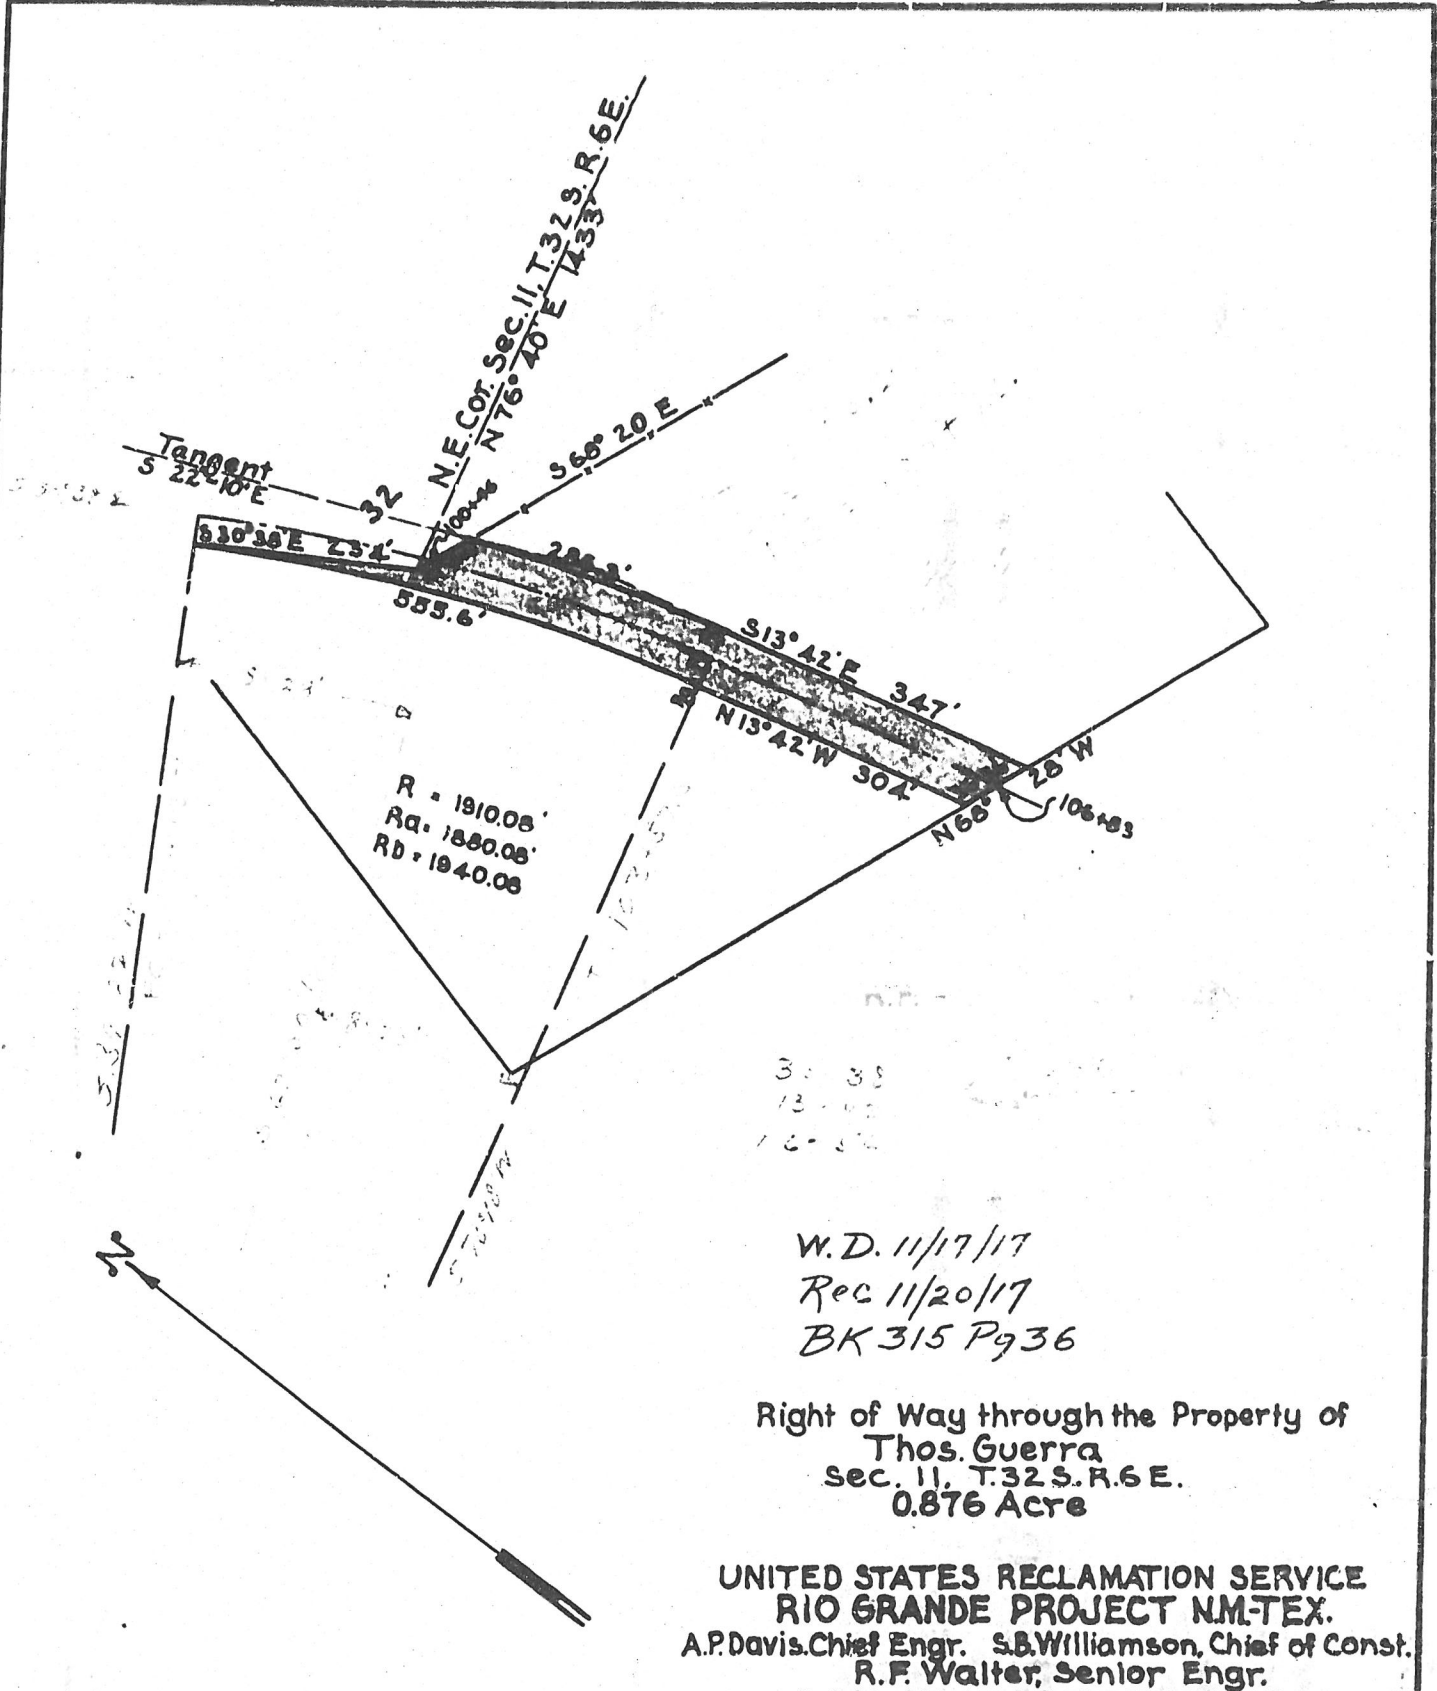 N.E. Cor. Sec. 11, T. 32 S. R. 6 E.
N 76° 40' E 1433'
S 68° 20 E
Tangent
S 22° 10' E
32
100+46
S 30° 38' E 231'
555.6'
S 13° 42' E 347'
N 13° 42' W 304'
N 68° 28' W
106+83
R = 1910.08'
Ra = 1880.08'
Rb = 1940.08
N
W.D. 11/17/17
Rec 11/20/17
BK 315 Pg 36
Right of Way through the Property of
Thos. Guerra
Sec. 11, T. 32 S. R. 6 E.
0.876 Acre
UNITED STATES RECLAMATION SERVICE
RIO GRANDE PROJECT N.M.-TEX.
A.P. Davis. Chief Engr. S.B. Williamson, Chief of Const.
R.F. Walter, Senior Engr.